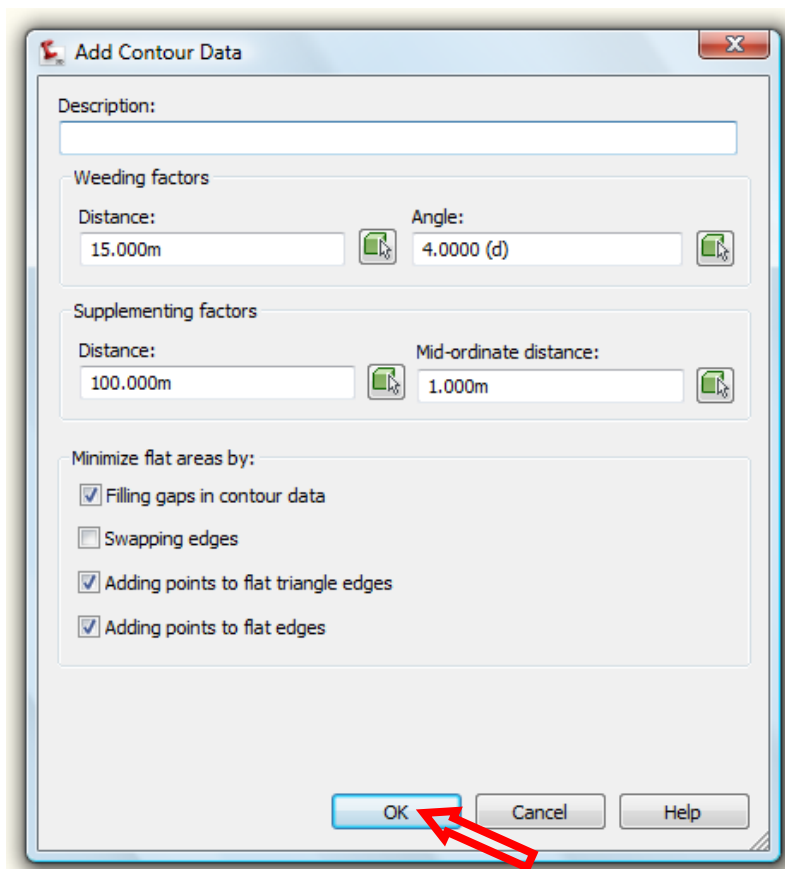 Add Contour Data
Description:
Weeding factors
Distance: Angle:
15.000m 4.0000 (d)
Supplementing factors
Distance: Mid-ordinate distance:
100.000m 1.000m
Minimize flat areas by:
Filling gaps in contour data
Swapping edges
Adding points to flat triangle edges
Adding points to flat edges
OK Cancel Help